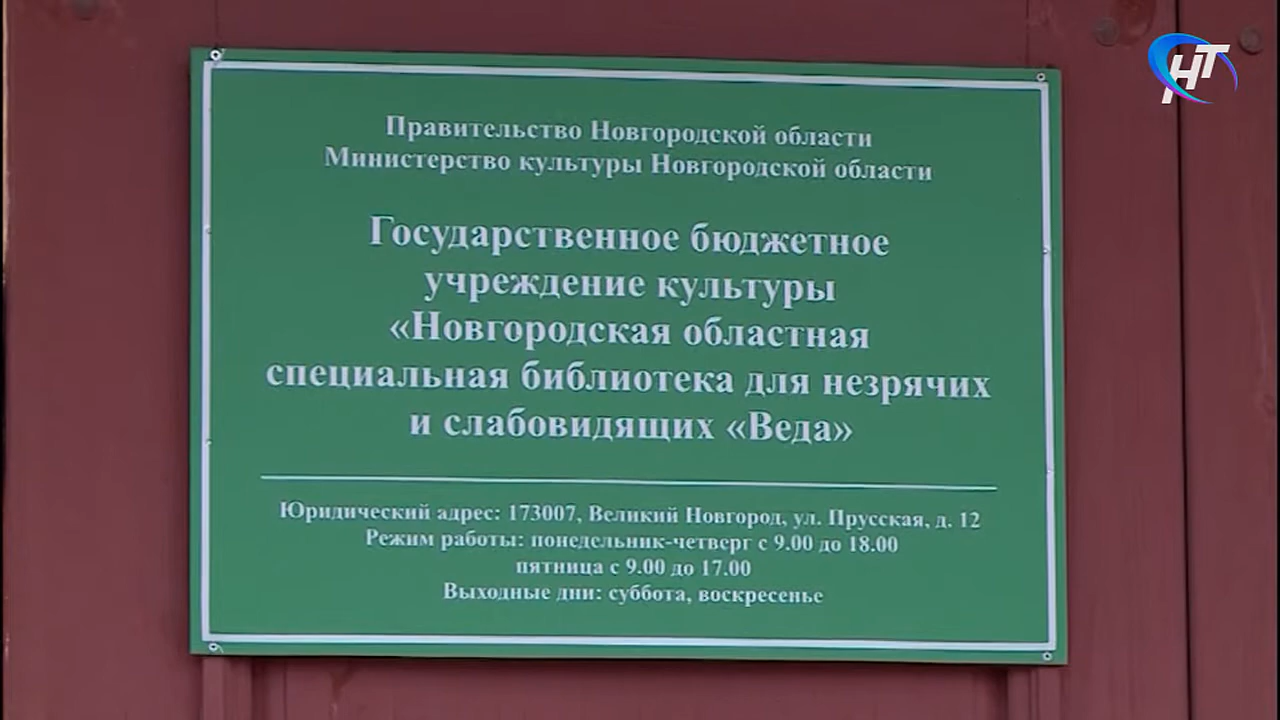 НТ
Правительство Новгородской области
Министерство культуры Новгородской области
Государственное бюджетное
учреждение культуры
«Новгородская областная
специальная библиотека для незрячих
и слабовидящих «Веда»
Юридический адрес: 173007, Великий Новгород, ул. Прусская, д. 12
Режим работы: понедельник-четверг с 9.00 до 18.00
пятница с 9.00 до 17.00
Выходные дни: суббота, воскресенье